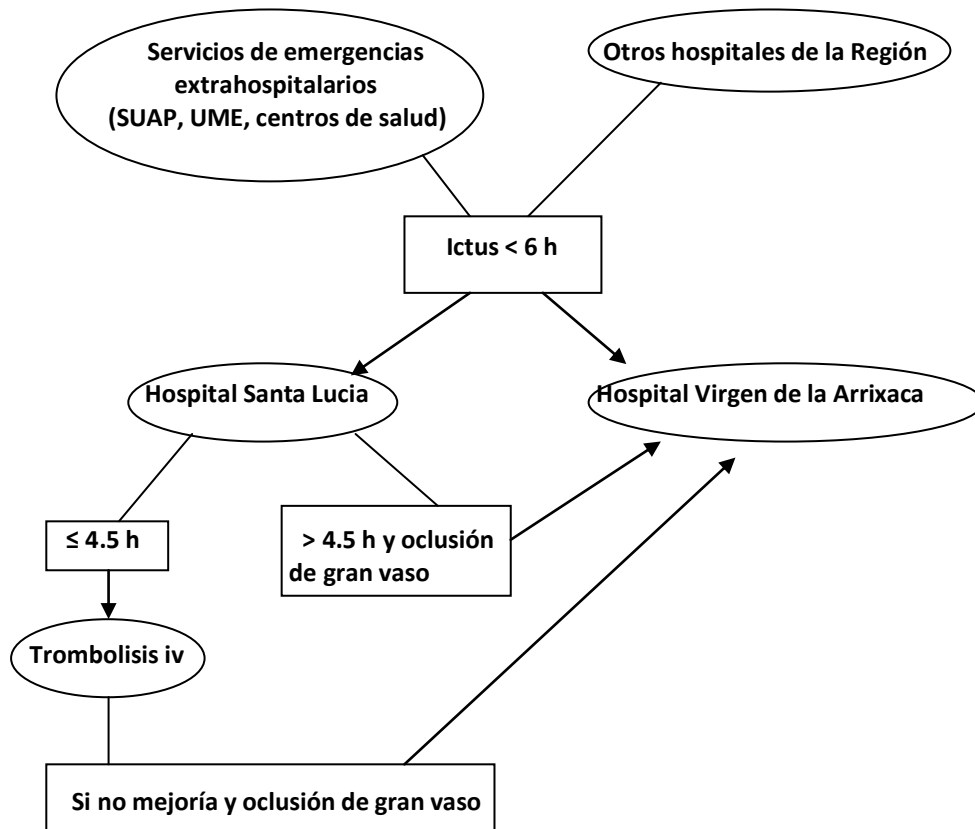 Servicios de emergencias
extrahospitalarios
(SUAP, UME, centros de salud)
Otros hospitales de la Región
Ictus < 6 h
Hospital Santa Lucia
Hospital Virgen de la Arrixaca
≤ 4.5 h
> 4.5 h y oclusión
de gran vaso
Trombolisis iv
Si no mejoría y oclusión de gran vaso